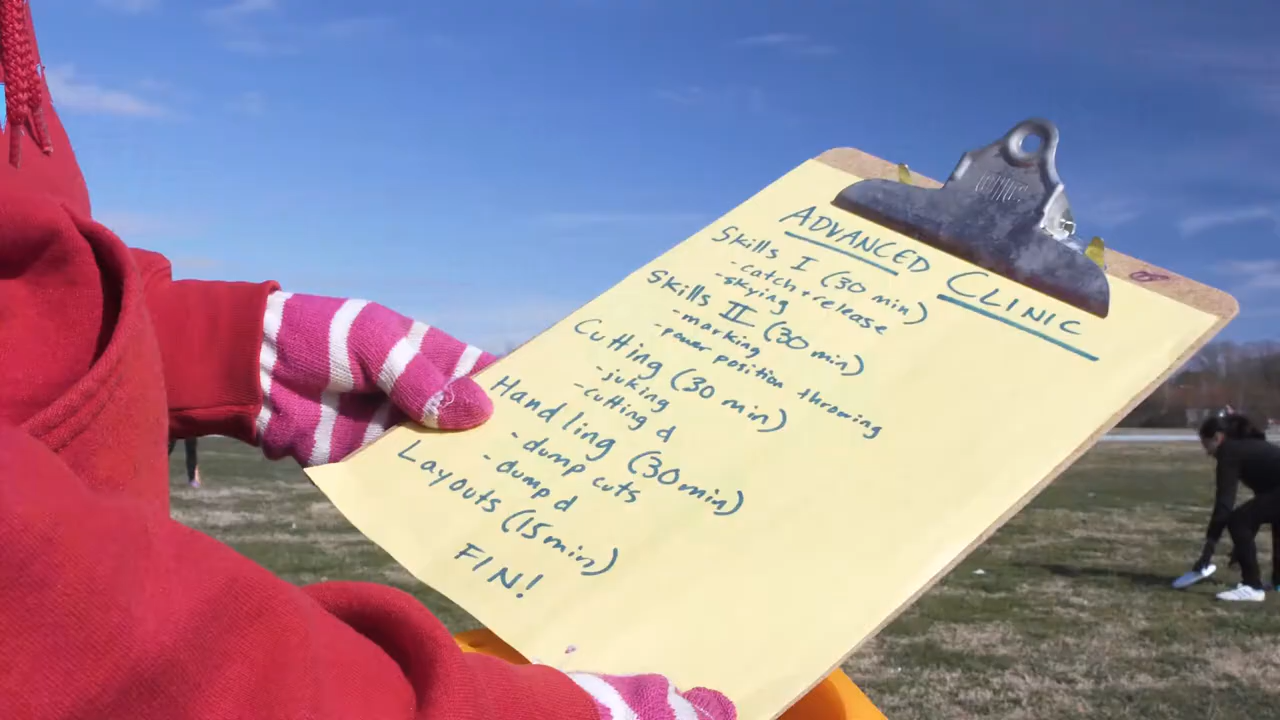 ADVANCED CLINIC
Skills I (30 min)
- catch + release
- skying
Skills II (30 min)
- marking
- power position throwing
Cutting (30 min)
- juking
- cutting d
Handling (30 min)
- dump cuts
- dump d
Layouts (15 min)
FIN!